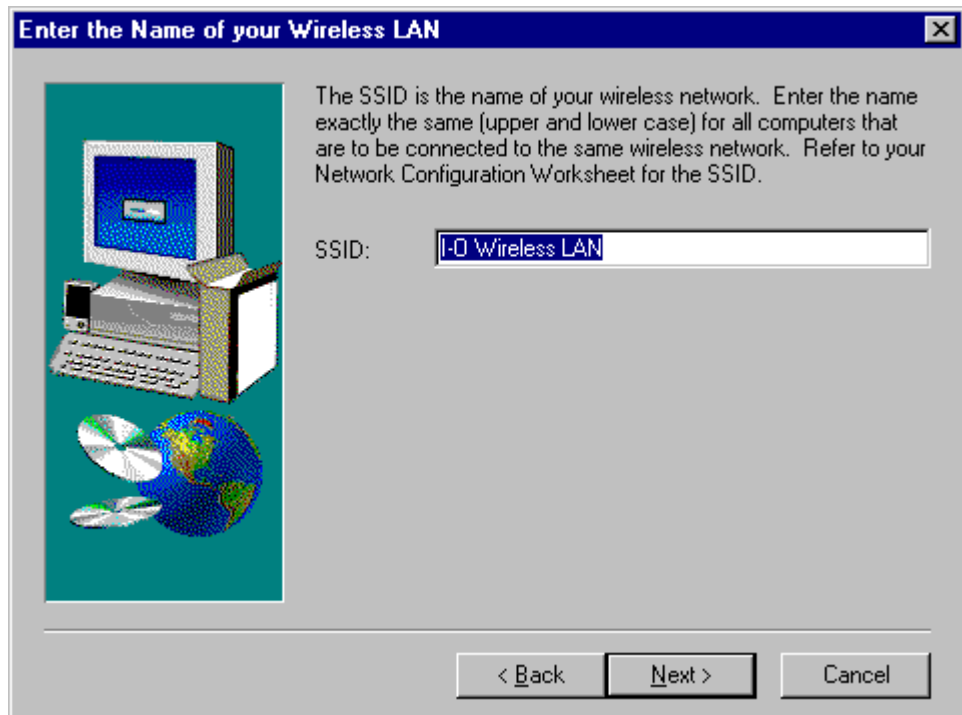 Enter the Name of your Wireless LAN
The SSID is the name of your wireless network. Enter the name
exactly the same (upper and lower case) for all computers that
are to be connected to the same wireless network. Refer to your
Network Configuration Worksheet for the SSID.
SSID: I-O Wireless LAN
< Back Next > Cancel